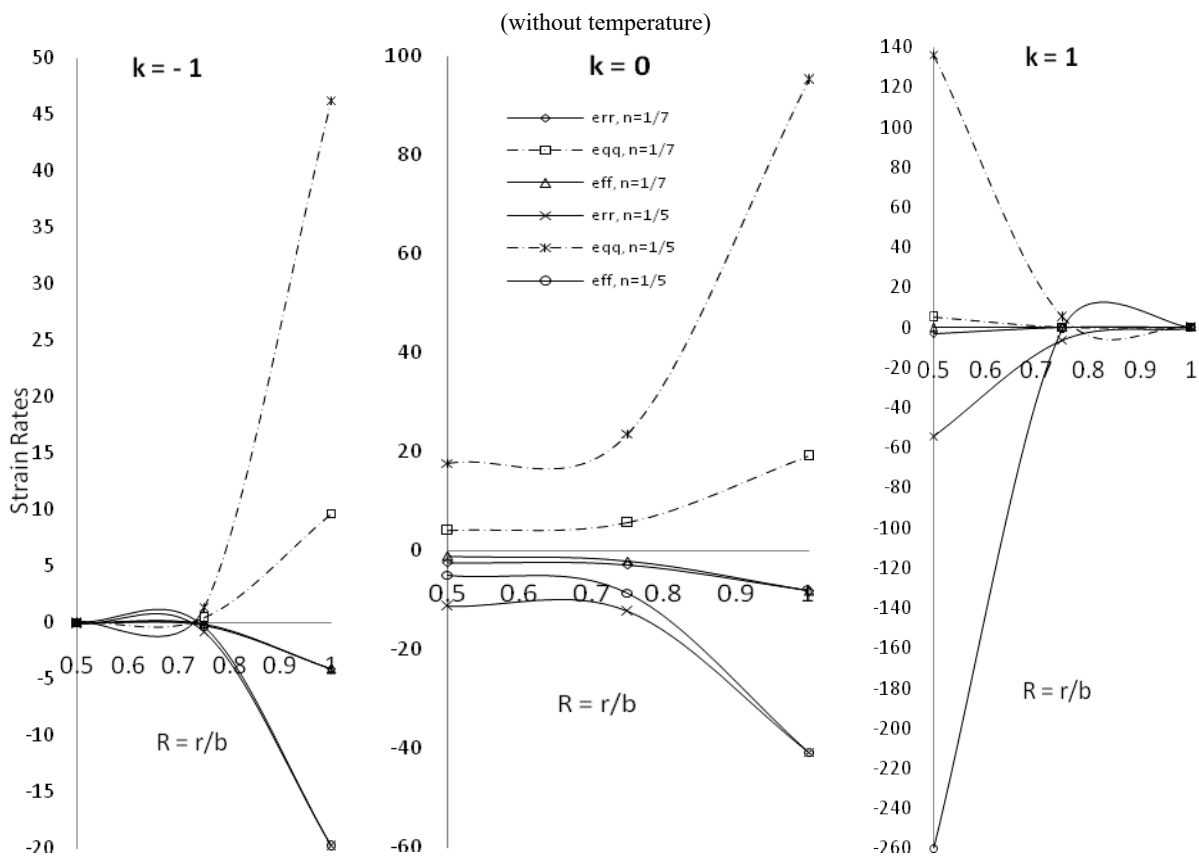 (without temperature)
k = - 1
50
45
40
35
30
25
20
15
10
5
0
-5
-10
-15
-20
Strain Rates
0.5 0.6 0.7 0.8 0.9 1
R = r/b
k = 0
100
80
60
40
20
0
-20
-40
-60
err, n=1/7
eqq, n=1/7
eff, n=1/7
err, n=1/5
eqq, n=1/5
eff, n=1/5
0.5 0.6 0.7 0.8 0.9 1
R = r/b
k = 1
140
120
100
80
60
40
20
0
-20
-40
-60
-80
-100
-120
-140
-160
-180
-200
-220
-240
-260
0.5 0.6 0.7 0.8 0.9 1
R = r/b